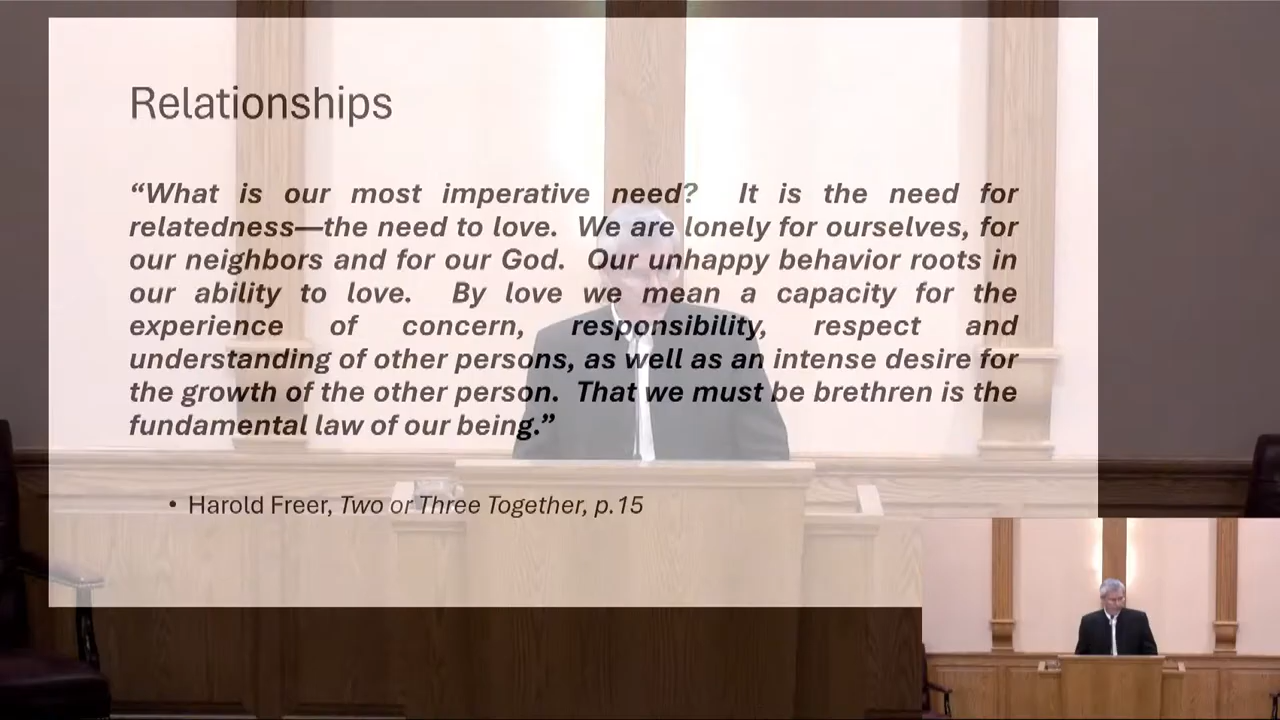 Relationships
“What is our most imperative need? It is the need for
relatedness—the need to love. We are lonely for ourselves, for
our neighbors and for our God. Our unhappy behavior roots in
our ability to love. By love we mean a capacity for the
experience of concern, responsibility, respect and
understanding of other persons, as well as an intense desire for
the growth of the other person. That we must be brethren is the
fundamental law of our being.”
• Harold Freer, Two or Three Together, p.15